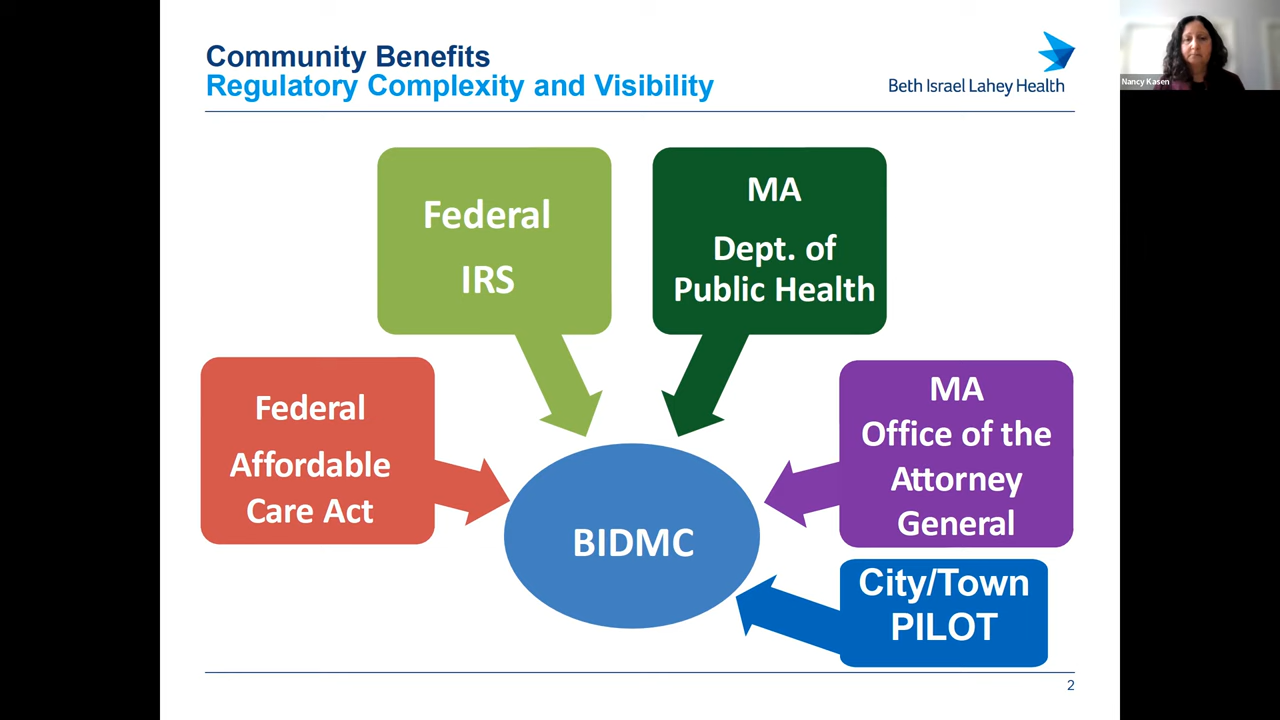 Community Benefits
Regulatory Complexity and Visibility
Beth Israel Lahey Health
Nancy Kasen
Federal
IRS
MA
Dept. of
Public Health
Federal
Affordable
Care Act
MA
Office of the
Attorney
General
BIDMC
City/Town
PILOT
2